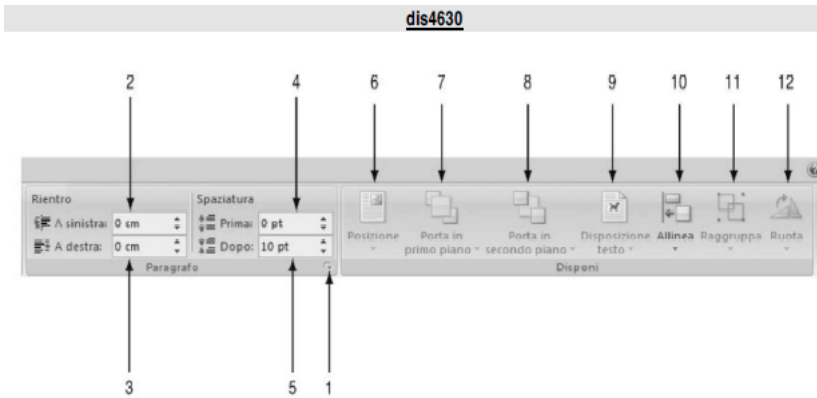 dis4630
2 4 6 7 8 9 10 11 12
Rientro Spaziatura
A sinistra: 0 cm Prima: 0 pt
A destra: 0 cm Dopo: 10 pt
Posizione Porta in primo piano Porta in secondo piano Disposizione testo Allinea Raggruppa Ruota
Paragrafo Disponi
3 5 1